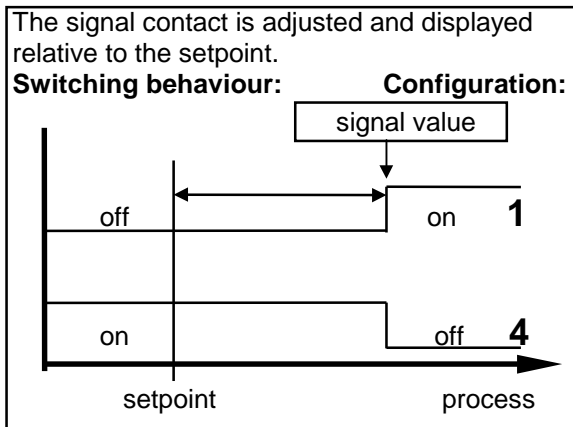 The signal contact is adjusted and displayed
relative to the setpoint.
Switching behaviour: Configuration:
signal value
off on 1
on off 4
setpoint process